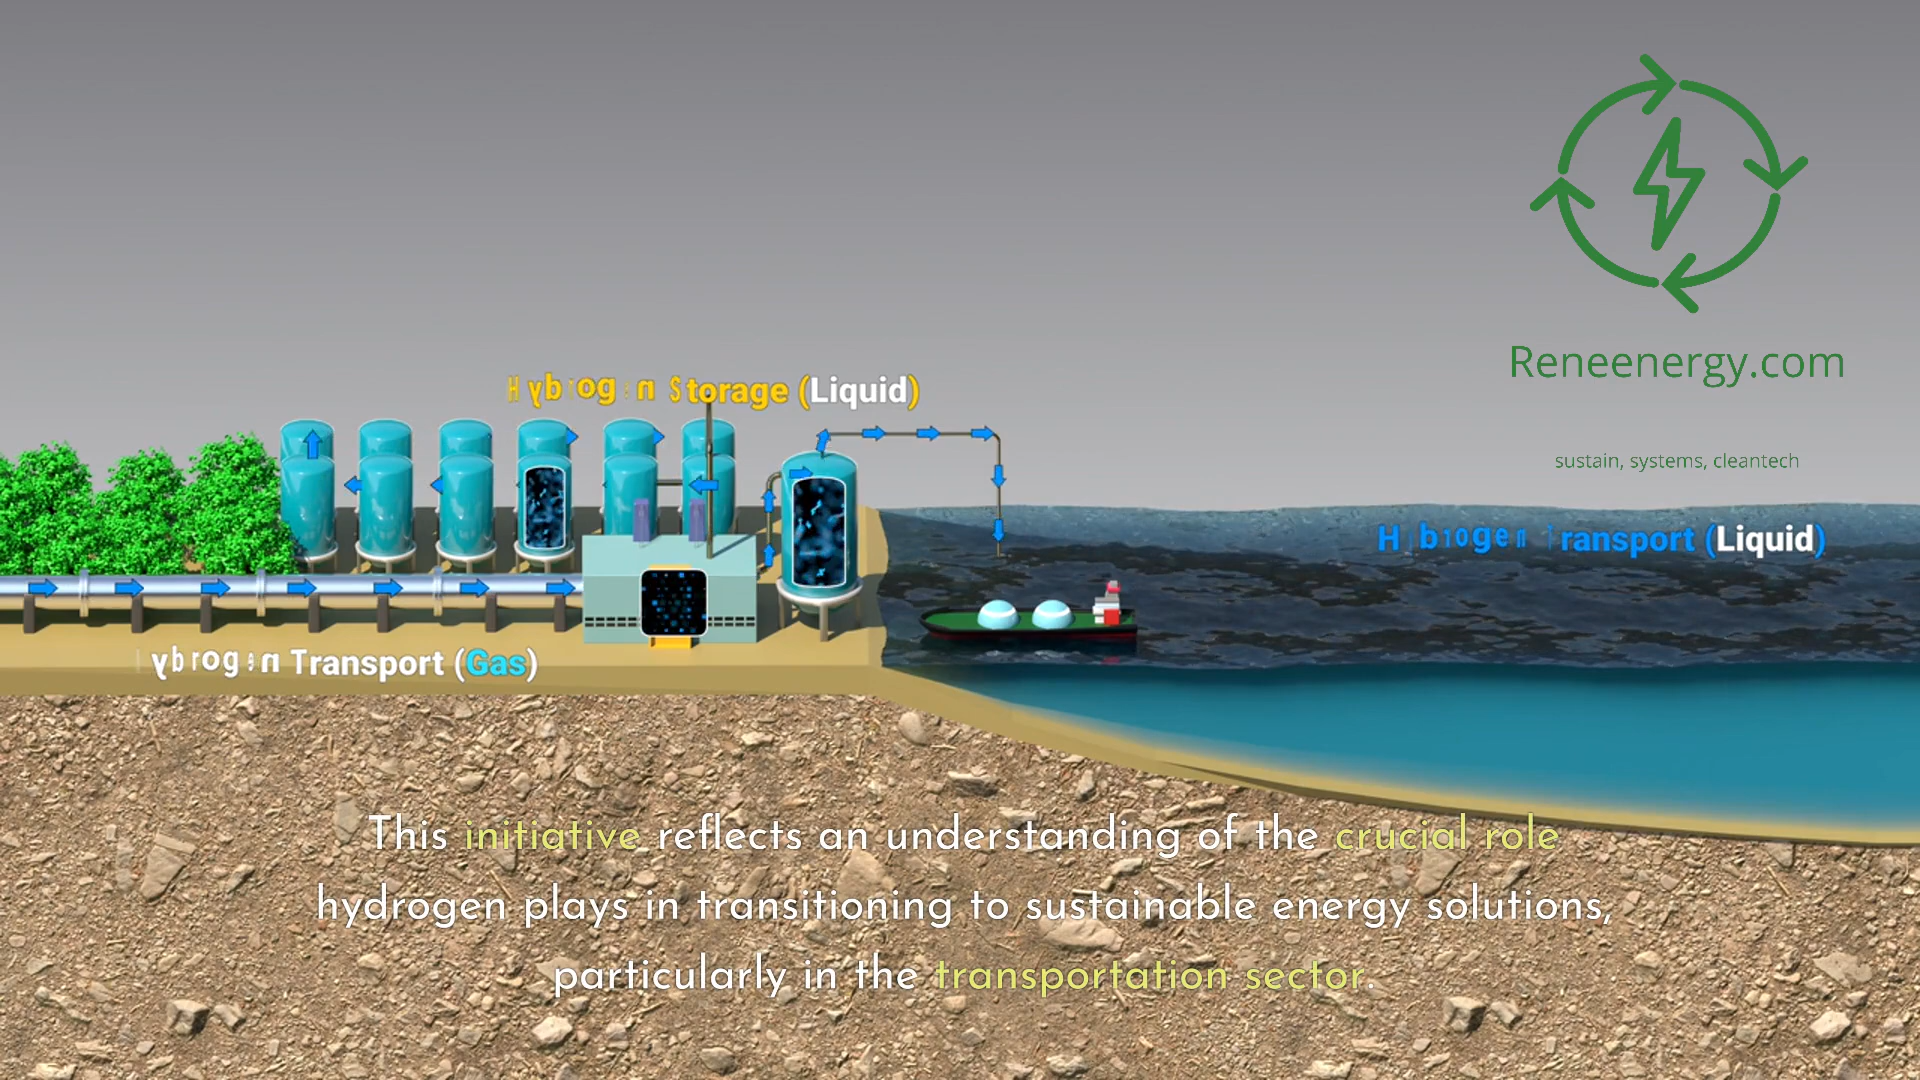 Reneenergy.com
sustain, systems, cleantech
Storage (Liquid)
Transport (Liquid)
Transport (Gas)
This initiative reflects an understanding of the crucial role
hydrogen plays in transitioning to sustainable energy solutions,
particularly in the transportation sector.